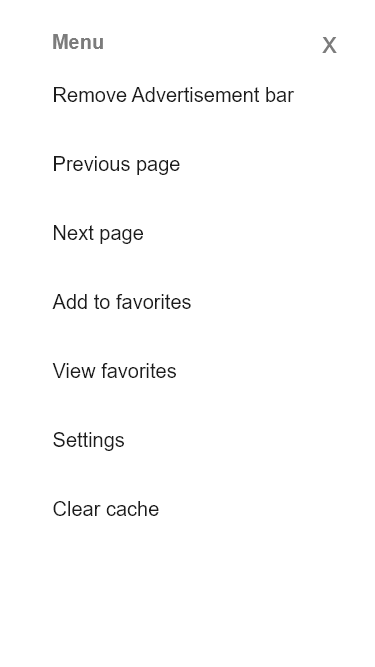 Menu X
Remove Advertisement bar
Previous page
Next page
Add to favorites
View favorites
Settings
Clear cache